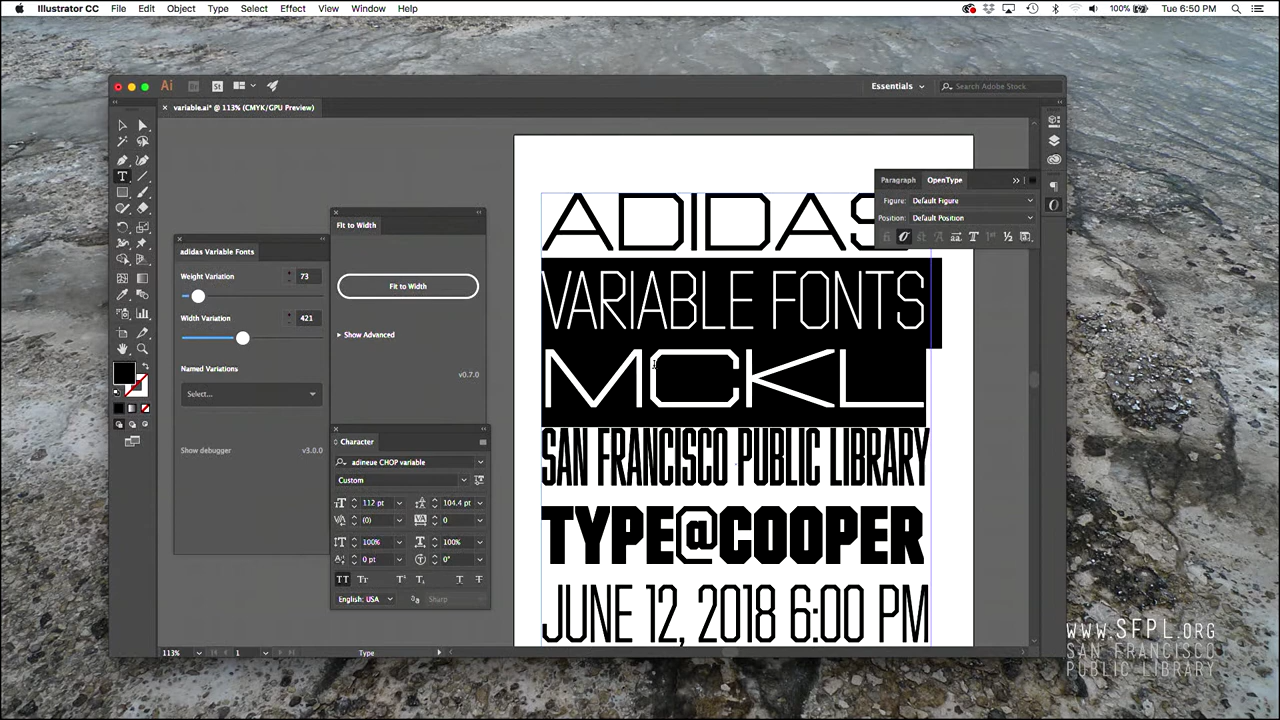 Illustrator CC File Edit Object Type Select Effect View Window Help 100% Tue 6:50 PM
Ai Br St Essentials Search Adobe Stock
variable.ai* @ 113% (CMYK/GPU Preview)
adidas Variable Fonts
Weight Variation 73
Width Variation 421
Named Variations
Select...
Show debugger v3.0.0
Fit to Width
Fit to Width
Show Advanced
v0.7.0
Character
adineue CHOP variable
Custom
112 pt 104.4 pt
(0) 0
100% 100%
0 pt 0°
English: USA Sharp
Paragraph OpenType
Figure: Default Figure
Position: Default Position
ADIDAS
VARIABLE FONTS
MCKL
SAN FRANCISCO PUBLIC LIBRARY
TYPE@COOPER
JUNE 12, 2018 6:00 PM
113% 1 Type
www.SFPL.org
SAN FRANCISCO
PUBLIC LIBRARY